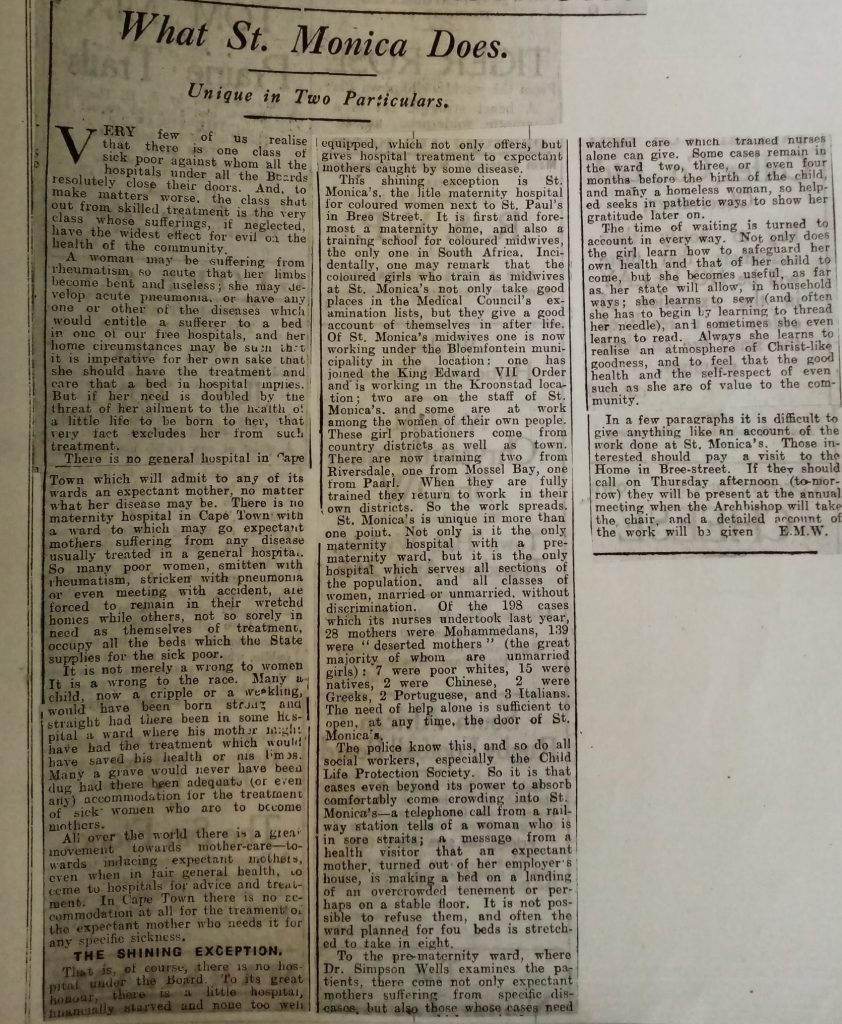 What St. Monica Does.
Unique in Two Particulars.
VERY few of us realise
that there is one class of
sick poor against whom all the
hospitals under all the Boards
resolutely close their doors. And, to
make matters worse, the class shut
out from skilled treatment is the very
class whose sufferings, if neglected,
have the widest effect for evil on the
health of the community.
A woman may be suffering from
rheumatism so acute that her limbs
become bent and useless; she may de-
velop acute pneumonia, or have any
one or other of the diseases which
would entitle a sufferer to a bed
in one of our free hospitals, and her
home circumstances may be such that
it is imperative for her own sake that
she should have the treatment and
care that a bed in hospital implies.
But if her need is doubled by the
threat of her ailment to the health of
a little life to be born to her, that
very fact excludes her from such
treatment.
There is no general hospital in Cape
Town which will admit to any of its
wards an expectant mother, no matter
what her disease may be. There is no
maternity hospital in Cape Town with
a ward to which may go expectant
mothers suffering from any disease
usually treated in a general hospital.
So many poor women, smitten with
rheumatism, stricken with pneumonia
or even meeting with accident, are
forced to remain in their wretchd
homes while others, not so sorely in
need as themselves of treatment,
occupy all the beds which the State
supplies for the sick poor.
It is not merely a wrong to women
It is a wrong to the race. Many a
child, now a cripple or a weakling,
would have been born strong and
straight had there been in some hos-
pital a ward where his mother might
have had the treatment which would
have saved his health or his limbs.
Many a grave would never have been
dug had there been adequate (or even
any) accommodation for the treatment
of sick women who are to become
mothers.
All over the world there is a great
movement towards mother-care—to-
wards inducing expectant mothers,
even when in fair general health, to
come to hospitals for advice and treat-
ment. In Cape Town there is no ac-
commodation at all for the treament of
the expectant mother who needs it for
any specific sickness.
THE SHINING EXCEPTION.
That is, of course, there is no hos-
pital under the Board. To its great
honour, there is a little hospital,
financially starved and none too well
equipped, which not only offers, but
gives hospital treatment to expectant
mothers caught by some disease.
This shining exception is St.
Monica's, the litle maternity hospital
for coloured women next to St. Paul's
in Bree Street. It is first and fore-
most a maternity home, and also a
training school for coloured midwives,
the only one in South Africa. Inci-
dentally, one may remark that the
coloured girls who train as midwives
at St. Monica's not only take good
places in the Medical Council's ex-
amination lists, but they give a good
account of themselves in after life.
Of St. Monica's midwives one is now
working under the Bloemfontein muni-
cipality in the location; one has
joined the King Edward VII Order
and is working in the Kroonstad loca-
tion; two are on the staff of St.
Monica's, and some are at work
among the women of their own people.
These girl probationers come from
country districts as well as town.
There are now training two from
Riversdale, one from Mossel Bay, one
from Paarl. When they are fully
trained they return to work in their
own districts. So the work spreads.
St. Monica's is unique in more than
one point. Not only is it the only
maternity hospital with a pre-
maternity ward, but it is the only
hospital which serves all sections of
the population, and all classes of
women, married or unmarried, without
discrimination. Of the 198 cases
which its nurses undertook last year,
28 mothers were Mohammedans, 139
were "deserted mothers" (the great
majority of whom are unmarried
girls): 7 were poor whites, 15 were
natives, 2 were Chinese, 2 were
Greeks, 2 Portuguese, and 3 Italians.
The need of help alone is sufficient to
open, at any time, the door of St.
Monica's.
The police know this, and so do all
social workers, especially the Child
Life Protection Society. So it is that
cases even beyond its power to absorb
comfortably come crowding into St.
Monica's—a telephone call from a rail-
way station tells of a woman who is
in sore straits; a message from a
health visitor that an expectant
mother, turned out of her employer's
house, is making a bed on a landing
of an overcrowded tenement or per-
haps on a stable floor. It is not pos-
sible to refuse them, and often the
ward planned for fou beds is stretch-
ed to take in eight.
To the pre-maternity ward, where
Dr. Simpson Wells examines the pa-
tients, there come not only expectant
mothers suffering from specific dis-
eases, but also those whose cases need
watchful care which trained nurses
alone can give. Some cases remain in
the ward two, three, or even four
months before the birth of the child,
and many a homeless woman, so help-
ed seeks in pathetic ways to show her
gratitude later on.
The time of waiting is turned to
account in every way. Not only does
the girl learn how to safeguard her
own health and that of her child to
come, but she becomes useful, as far
as her state will allow, in household
ways; she learns to sew (and often
she has to begin by learning to thread
her needle), and sometimes she even
learns to read. Always she learns to
realise an atmosphere of Christ-like
goodness, and to feel that the good
health and the self-respect of even
such as she are of value to the com-
munity.
In a few paragraphs it is difficult to
give anything like an account of the
work done at St. Monica's. Those in-
terested should pay a visit to the
Home in Bree-street. If they should
call on Thursday afternoon (to-mor-
row) they will be present at the annual
meeting when the Archbishop will take
the chair, and a detailed account of
the work will be given E.M.W.